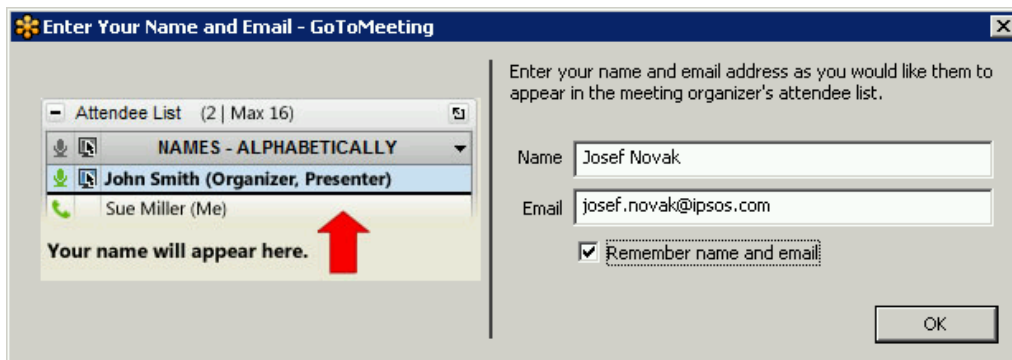 Enter Your Name and Email - GoToMeeting
Attendee List (2 | Max 16)
NAMES - ALPHABETICALLY
John Smith (Organizer, Presenter)
Sue Miller (Me)
Your name will appear here.
Enter your name and email address as you would like them to
appear in the meeting organizer's attendee list.
Name Josef Novak
Email josef.novak@ipsos.com
Remember name and email
OK